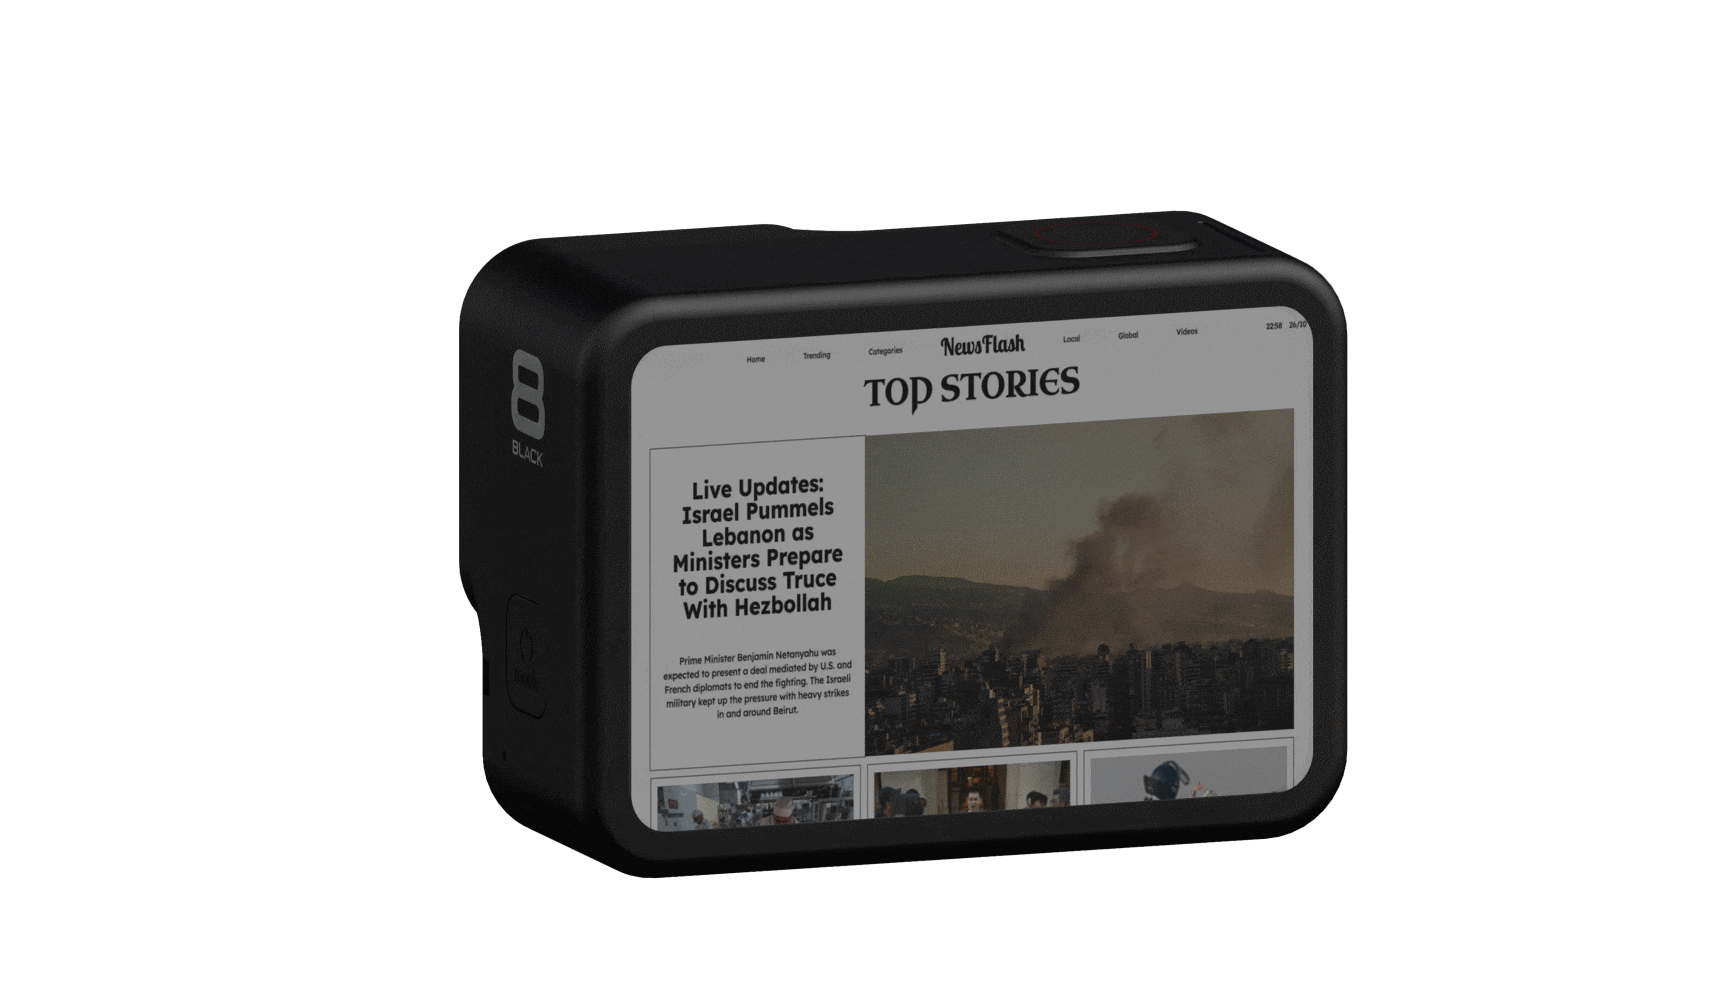 8
BLACK
Home Trending Categories NewsFlash Local Global Videos 22:58 26/10
TOP STORIES
Live Updates:
Israel Pummels
Lebanon as
Ministers Prepare
to Discuss Truce
With Hezbollah
Prime Minister Benjamin Netanyahu was
expected to present a deal mediated by U.S. and
French diplomats to end the fighting. The Israeli
military kept up the pressure with heavy strikes
in and around Beirut.